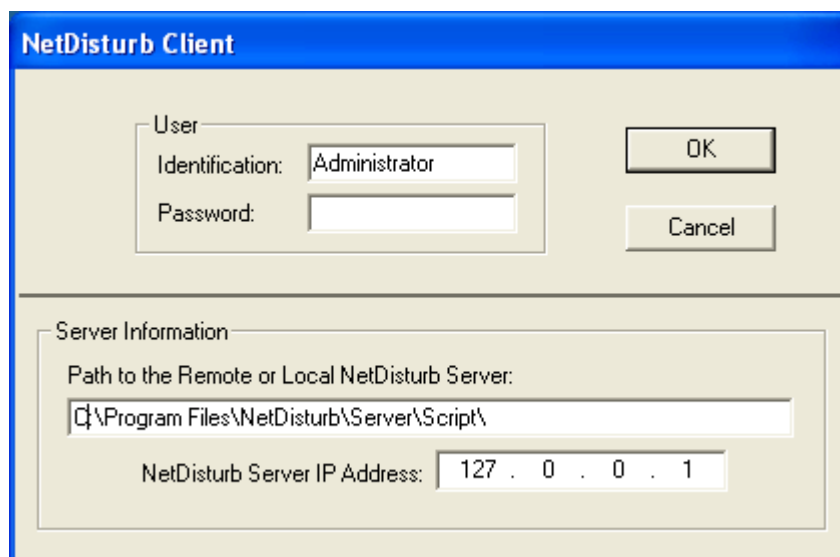 NetDisturb Client
User
Identification: Administrator
OK
Password:
Cancel
Server Information
Path to the Remote or Local NetDisturb Server:
C:\Program Files\NetDisturb\Server\Script\
NetDisturb Server IP Address: 127 . 0 . 0 . 1